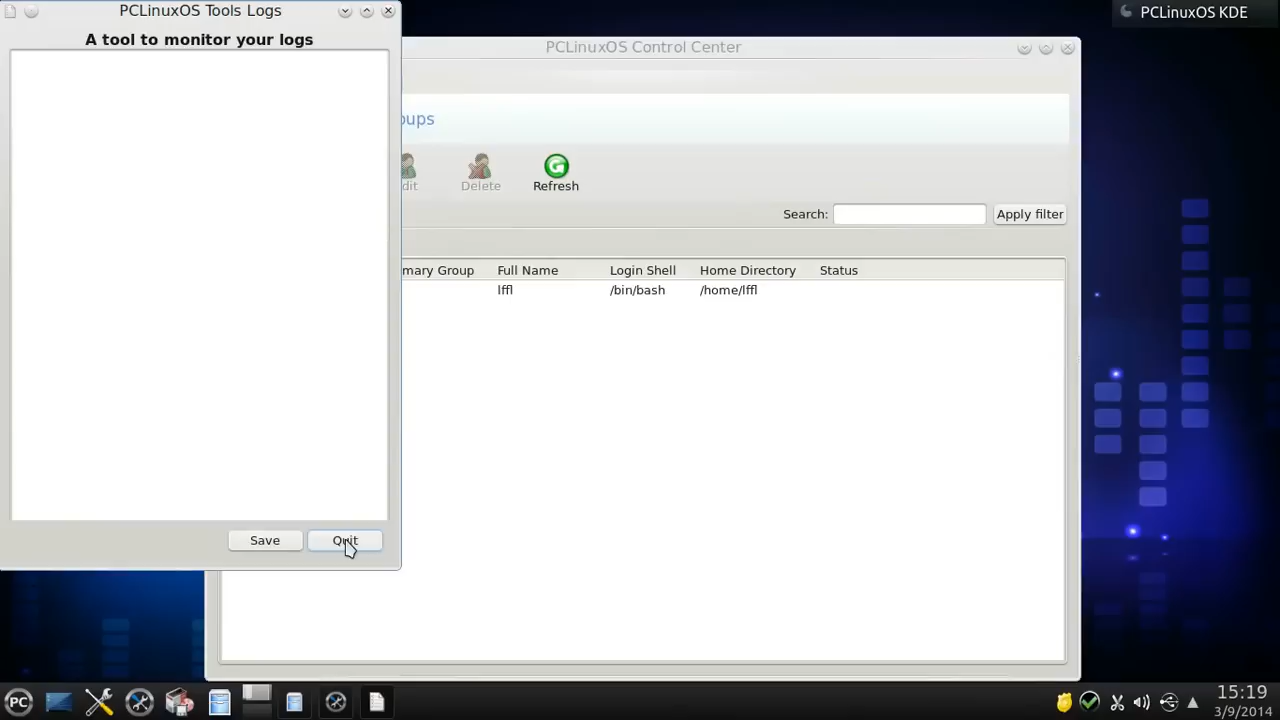 PCLinuxOS Tools Logs
A tool to monitor your logs
Save
Quit
PCLinuxOS Control Center
oups
dit
Delete
Refresh
Search:
Apply filter
mary Group
Full Name
Login Shell
Home Directory
Status
lffl
/bin/bash
/home/lffl
PCLinuxOS KDE
PC
15:19
3/9/2014